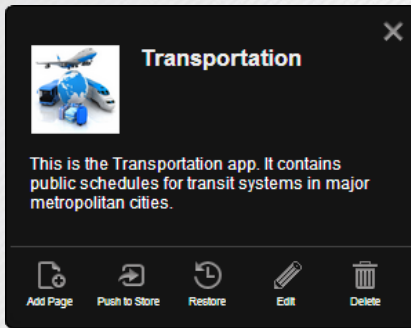 Transportation
This is the Transportation app. It contains
public schedules for transit systems in major
metropolitan cities.
Add Page Push to Store Restore Edit Delete